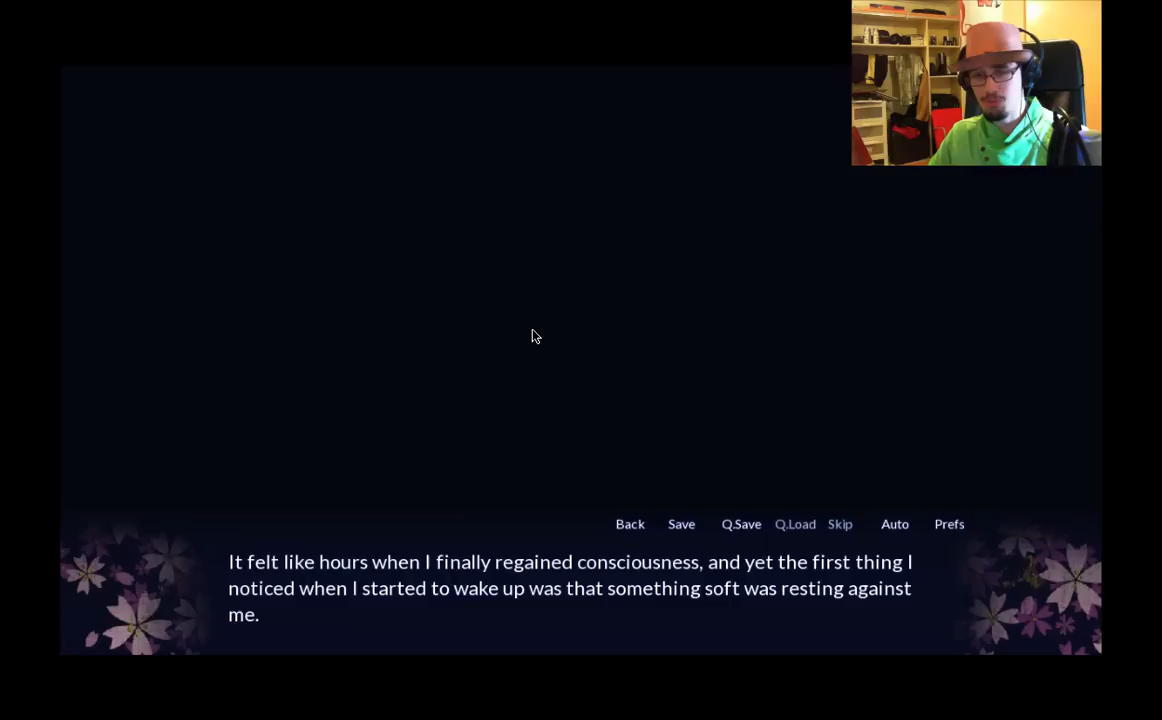 Back Save Q.Save Q.Load Skip Auto Prefs
It felt like hours when I finally regained consciousness, and yet the first thing I
noticed when I started to wake up was that something soft was resting against
me.